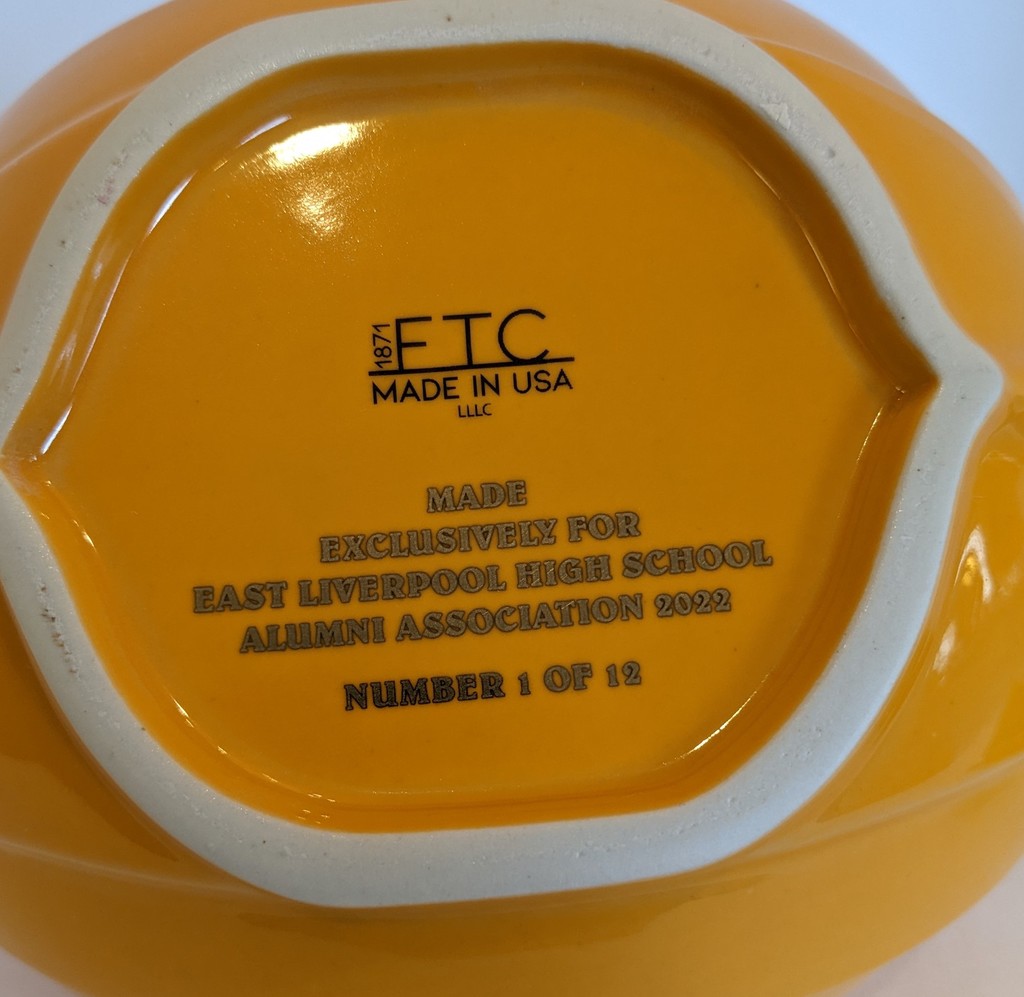 1871 FTC
MADE IN USA
LLLC
MADE
EXCLUSIVELY FOR
EAST LIVERPOOL HIGH SCHOOL
ALUMNI ASSOCIATION 2022
NUMBER 1 OF 12